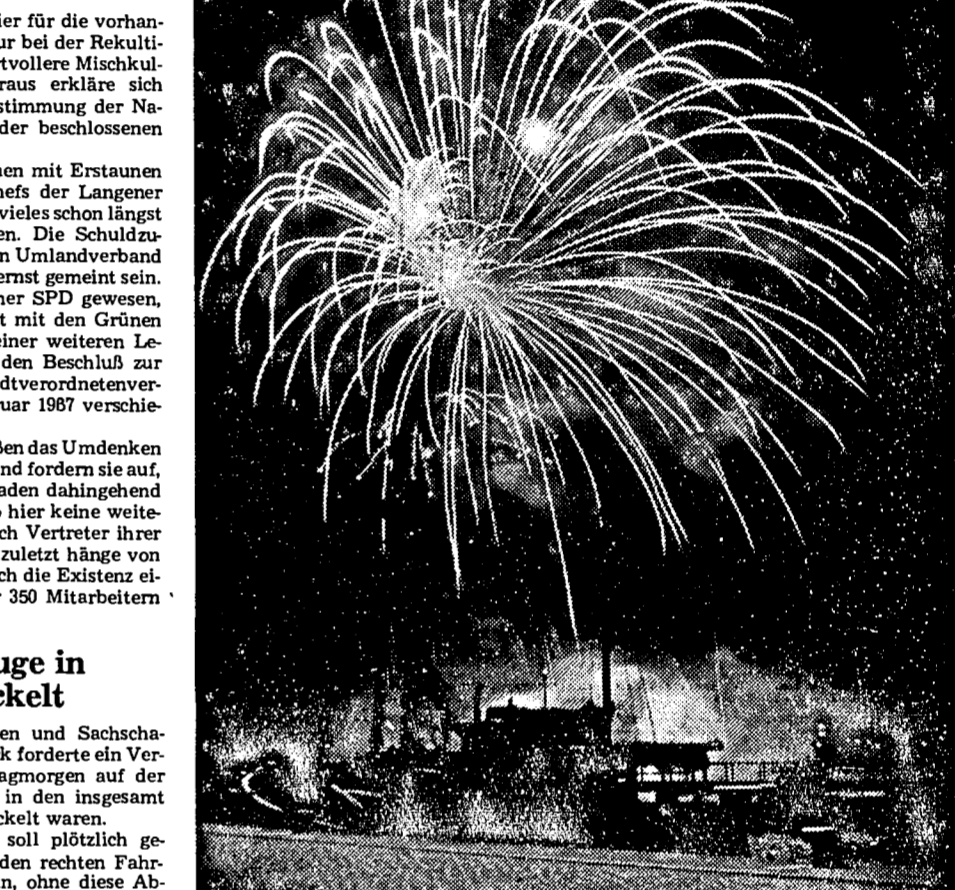 ier für die vorhan-
ur bei der Rekulti-
rtvollere Mischkul-
raus erkläre sich
stimmung der Na-
der beschlossenen
nen mit Erstaunen
hefs der Langener
vieles schon längst
en. Die Schuldzu-
n Umlandverband
ernst gemeint sein.
ner SPD gewesen,
t mit den Grünen
einer weiteren Le-
den Beschluß zur
dtverordnetenver-
uar 1987 verschie-
ßen das Umdenken
nd fordern sie auf,
aden dahingehend
hier keine weite-
ch Vertreter ihrer
zuletzt hänge von
ch die Existenz ei-
350 Mitarbeitern
uge in
ckelt
en und Sachscha-
k forderte ein Ver-
agmorgen auf der
in den insgesamt
ckelt waren.
soll plötzlich ge-
den rechten Fahr-
n, ohne diese Ab-